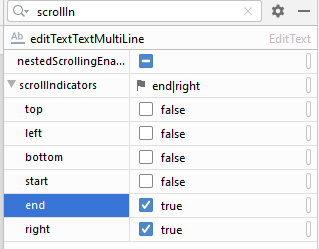 scrollIn
Ab editTextTextMultiLine EditText
nestedScrollingEna...
scrollIndicators end|right
top false
left false
bottom false
start false
end true
right true